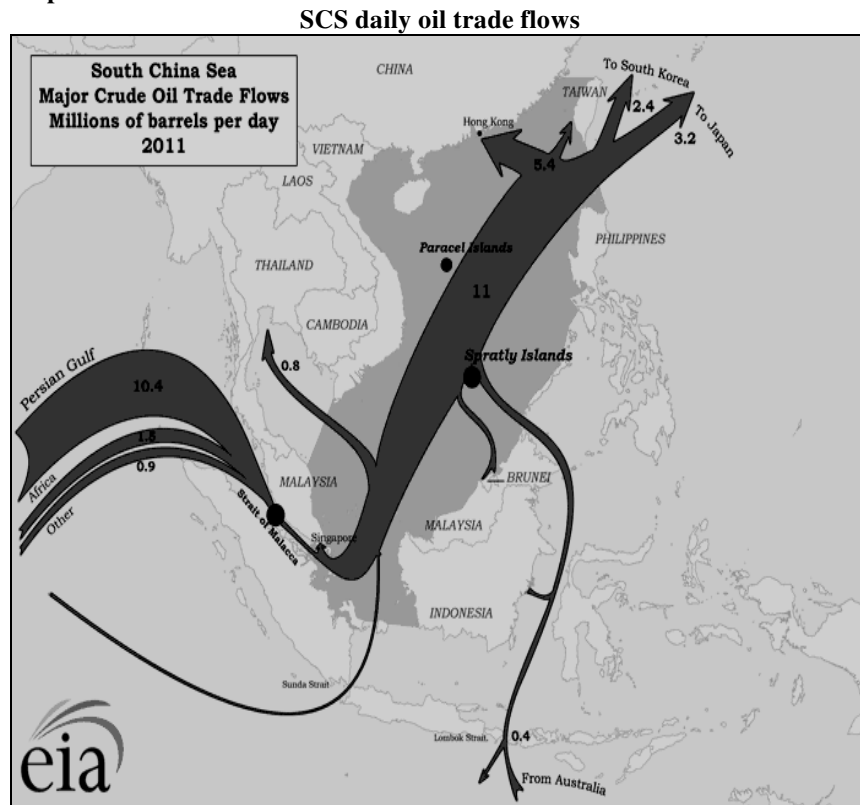 SCS daily oil trade flows
South China Sea
Major Crude Oil Trade Flows
Millions of barrels per day
2011
CHINA
To South Korea
TAIWAN
2.4
To Japan
3.2
Hong Kong
5.4
VIETNAM
LAOS
Paracel Islands
PHILIPPINES
THAILAND
11
CAMBODIA
Spratly Islands
0.8
Persian Gulf
10.4
1.8
0.9
Africa
Other
MALAYSIA
BRUNEI
Strait of Malacca
Singapore
MALAYSIA
INDONESIA
Sunda Strait
Lombok Strait.
0.4
From Australia
eia